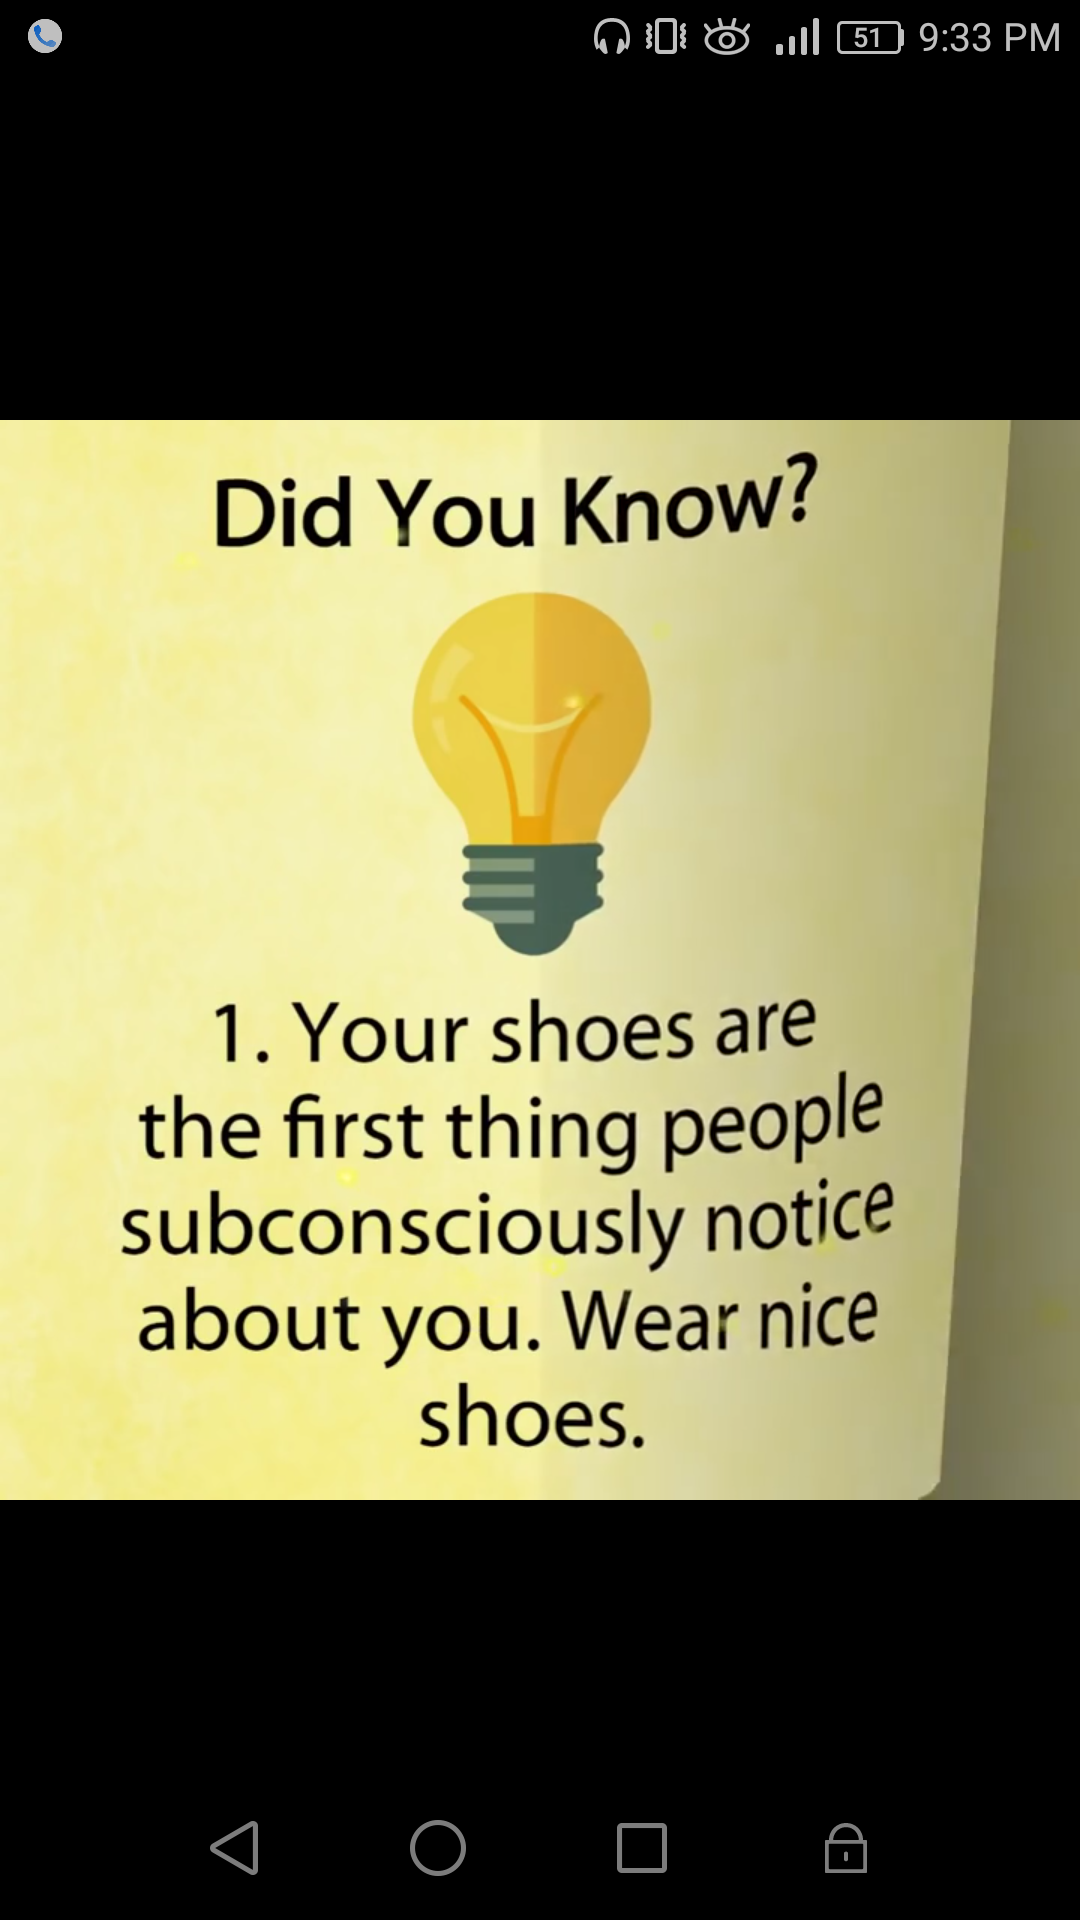 51 9:33 PM
Did You Know?
1. Your shoes are
the first thing people
subconsciously notice
about you. Wear nice
shoes.